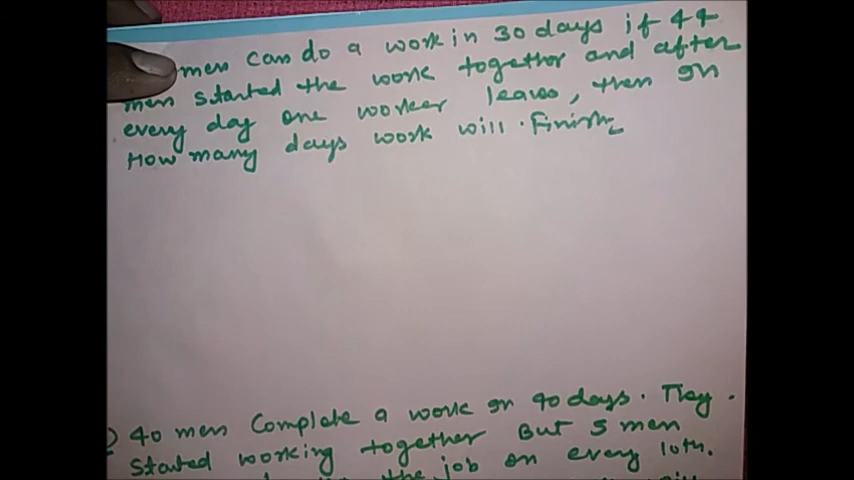 men can do a work in 30 days if 44
men started the work together and after
every day one worker leaves, then in
How many days work will. Finish
40 men Complete a work in 40 days. They.
started working together But 5 men
the job on every 10th.